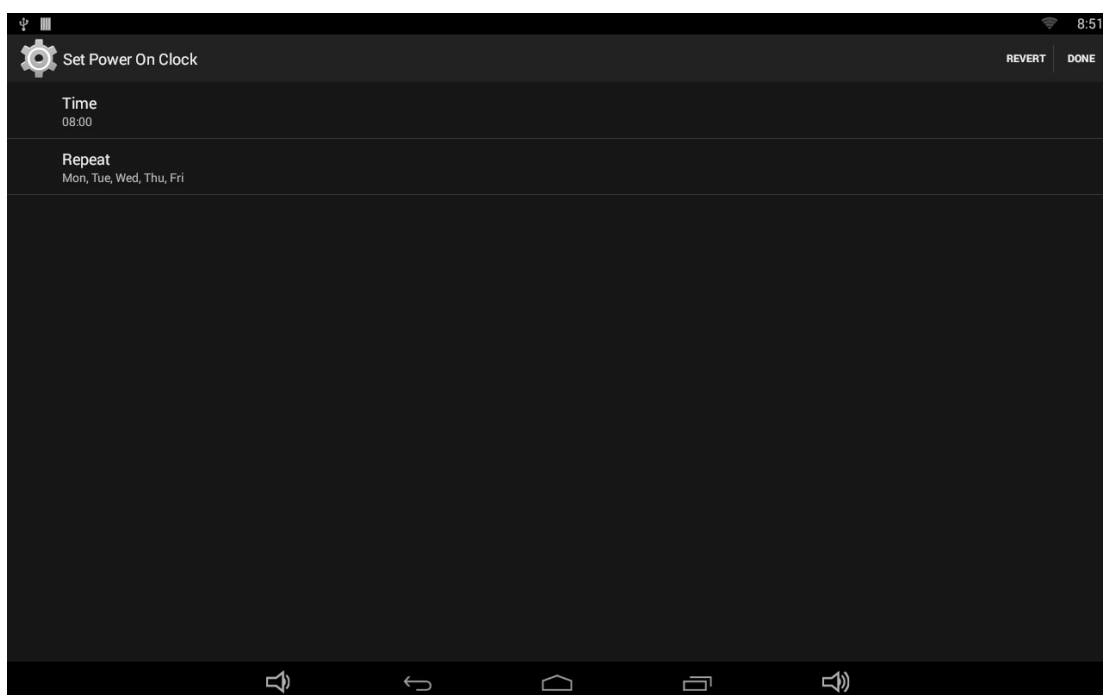 8:51
Set Power On Clock
REVERT
DONE
Time
08:00
Repeat
Mon, Tue, Wed, Thu, Fri